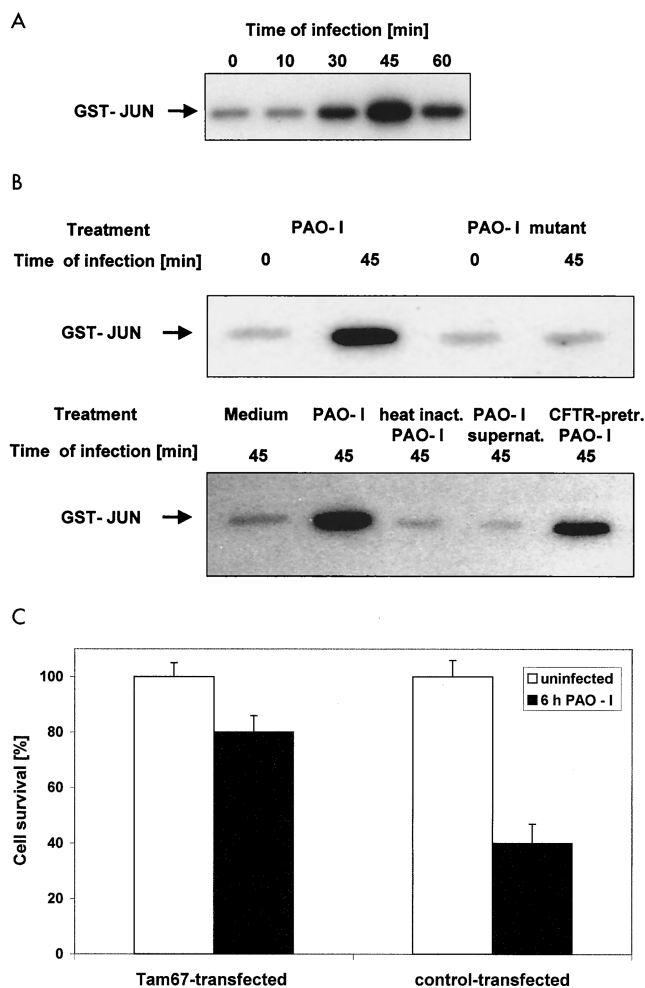 A
Time of infection [min]
0 10 30 45 60
GST- JUN
B
Treatment PAO- I PAO- I mutant
Time of infection [min] 0 45 0 45
GST- JUN
Treatment Medium PAO- I heat inact. PAO- I CFTR-pretr.
PAO- I supernat. PAO- I
Time of infection [min] 45 45 45 45 45
GST- JUN
C
100
80
60
40
20
0
Cell survival [%]
uninfected
6 h PAO - I
Tam67-transfected control-transfected